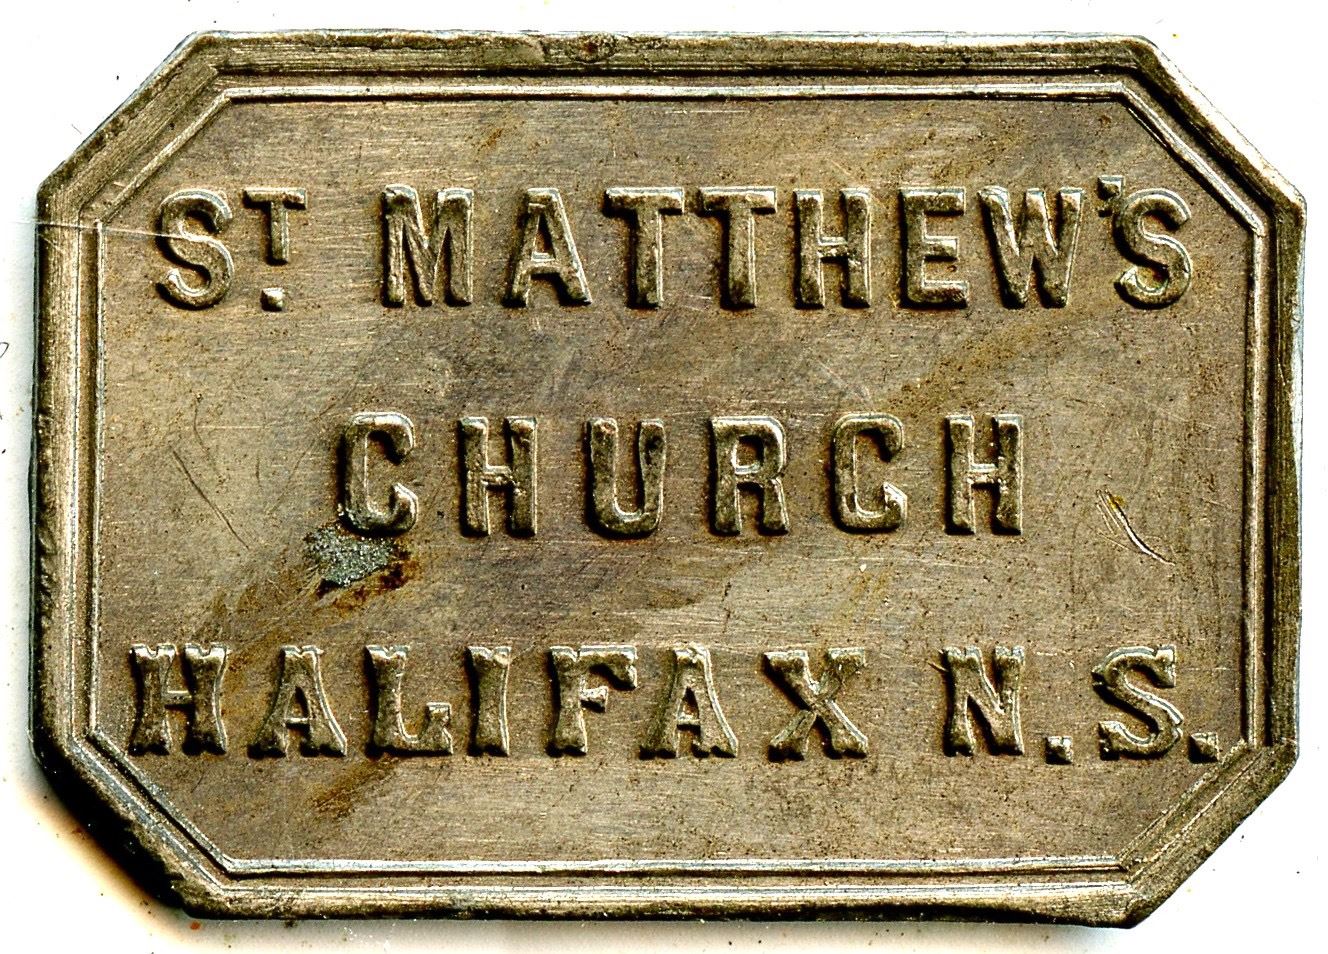 ST. MATTHEW'S
CHURCH
HALIFAX N.S.